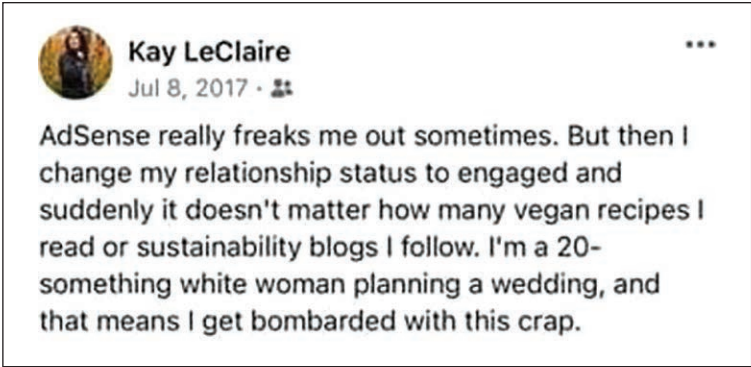 Kay LeClaire
Jul 8, 2017 ·
AdSense really freaks me out sometimes. But then I
change my relationship status to engaged and
suddenly it doesn't matter how many vegan recipes I
read or sustainability blogs I follow. I'm a 20-
something white woman planning a wedding, and
that means I get bombarded with this crap.